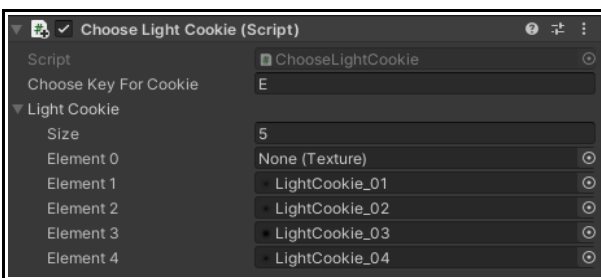 Choose Light Cookie (Script)
Script ChooseLightCookie
Choose Key For Cookie E
Light Cookie
Size 5
Element 0 None (Texture)
Element 1 LightCookie_01
Element 2 LightCookie_02
Element 3 LightCookie_03
Element 4 LightCookie_04